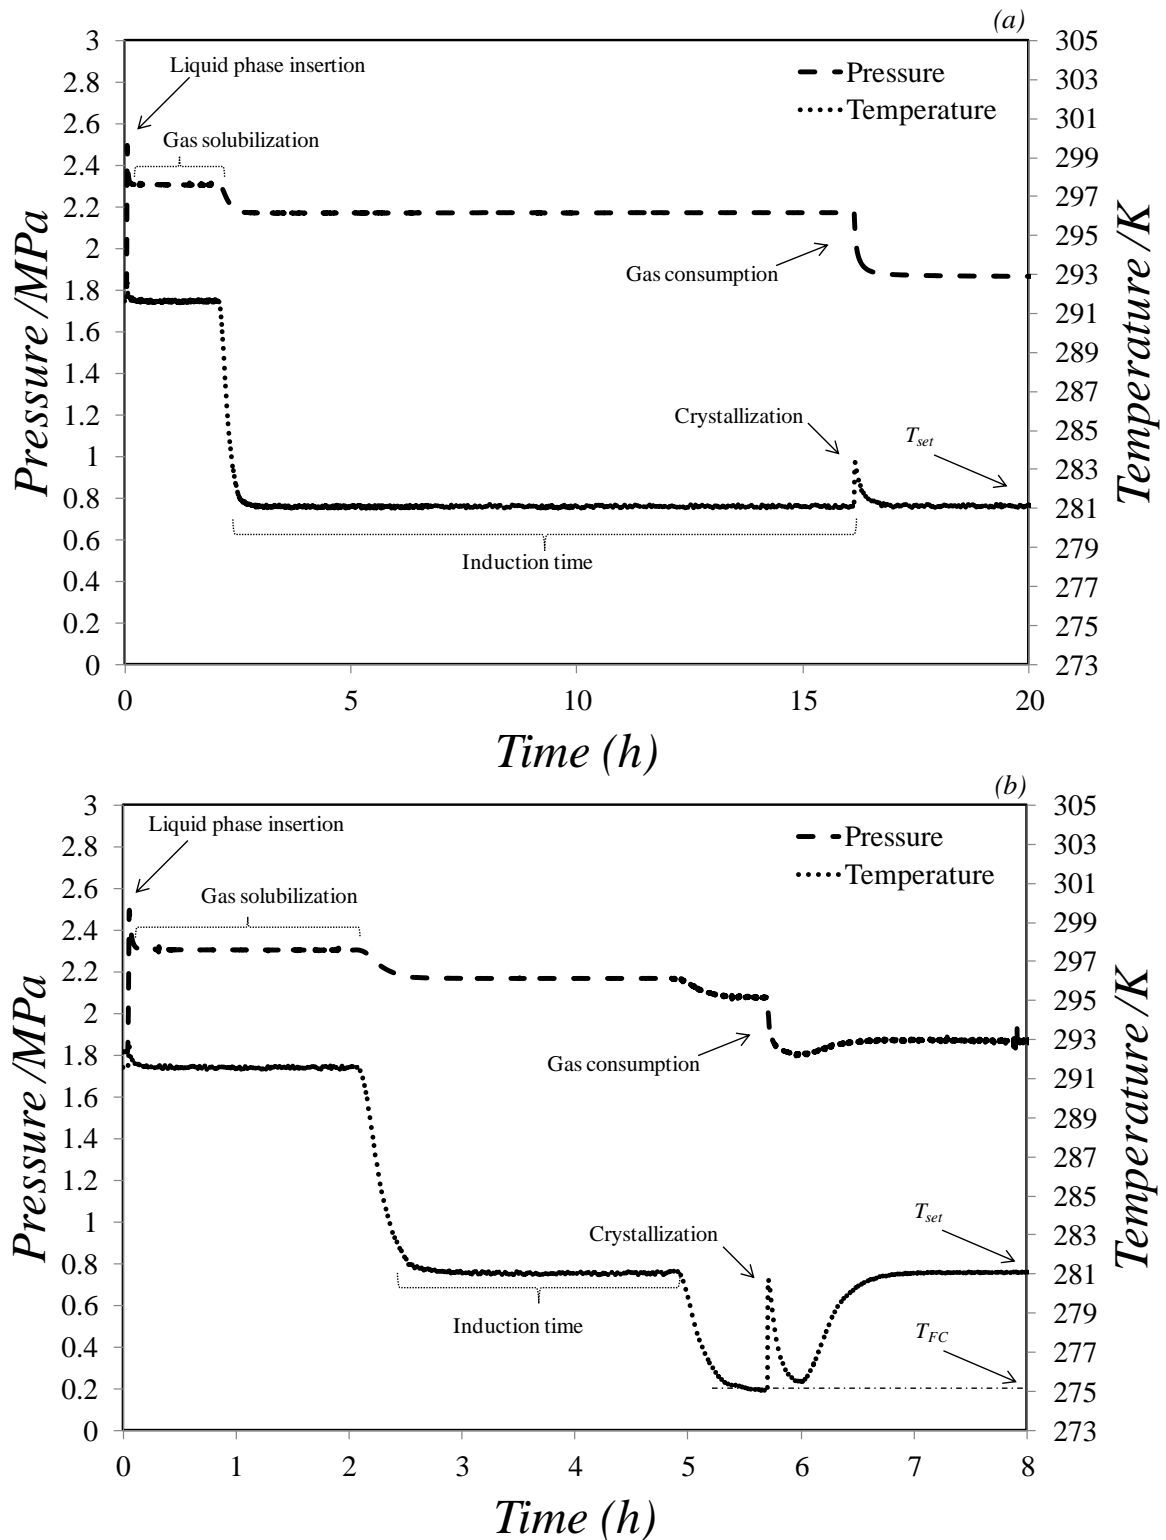 (a)
3
2.8
2.6
2.4
2.2
2
1.8
1.6
1.4
1.2
1
0.8
0.6
0.4
0.2
0
Pressure /MPa
Liquid phase insertion
Gas solubilization
Pressure
Temperature
Gas consumption
Crystallization
T_set
Induction time
305
303
301
299
297
295
293
291
289
287
285
283
281
279
277
275
273
Temperature /K
0 5 10 15 20
Time (h)
(b)
3
2.8
2.6
2.4
2.2
2
1.8
1.6
1.4
1.2
1
0.8
0.6
0.4
0.2
0
Pressure /MPa
Liquid phase insertion
Gas solubilization
Pressure
Temperature
Gas consumption
Crystallization
T_set
Induction time
T_FC
305
303
301
299
297
295
293
291
289
287
285
283
281
279
277
275
273
Temperature /K
0 1 2 3 4 5 6 7 8
Time (h)